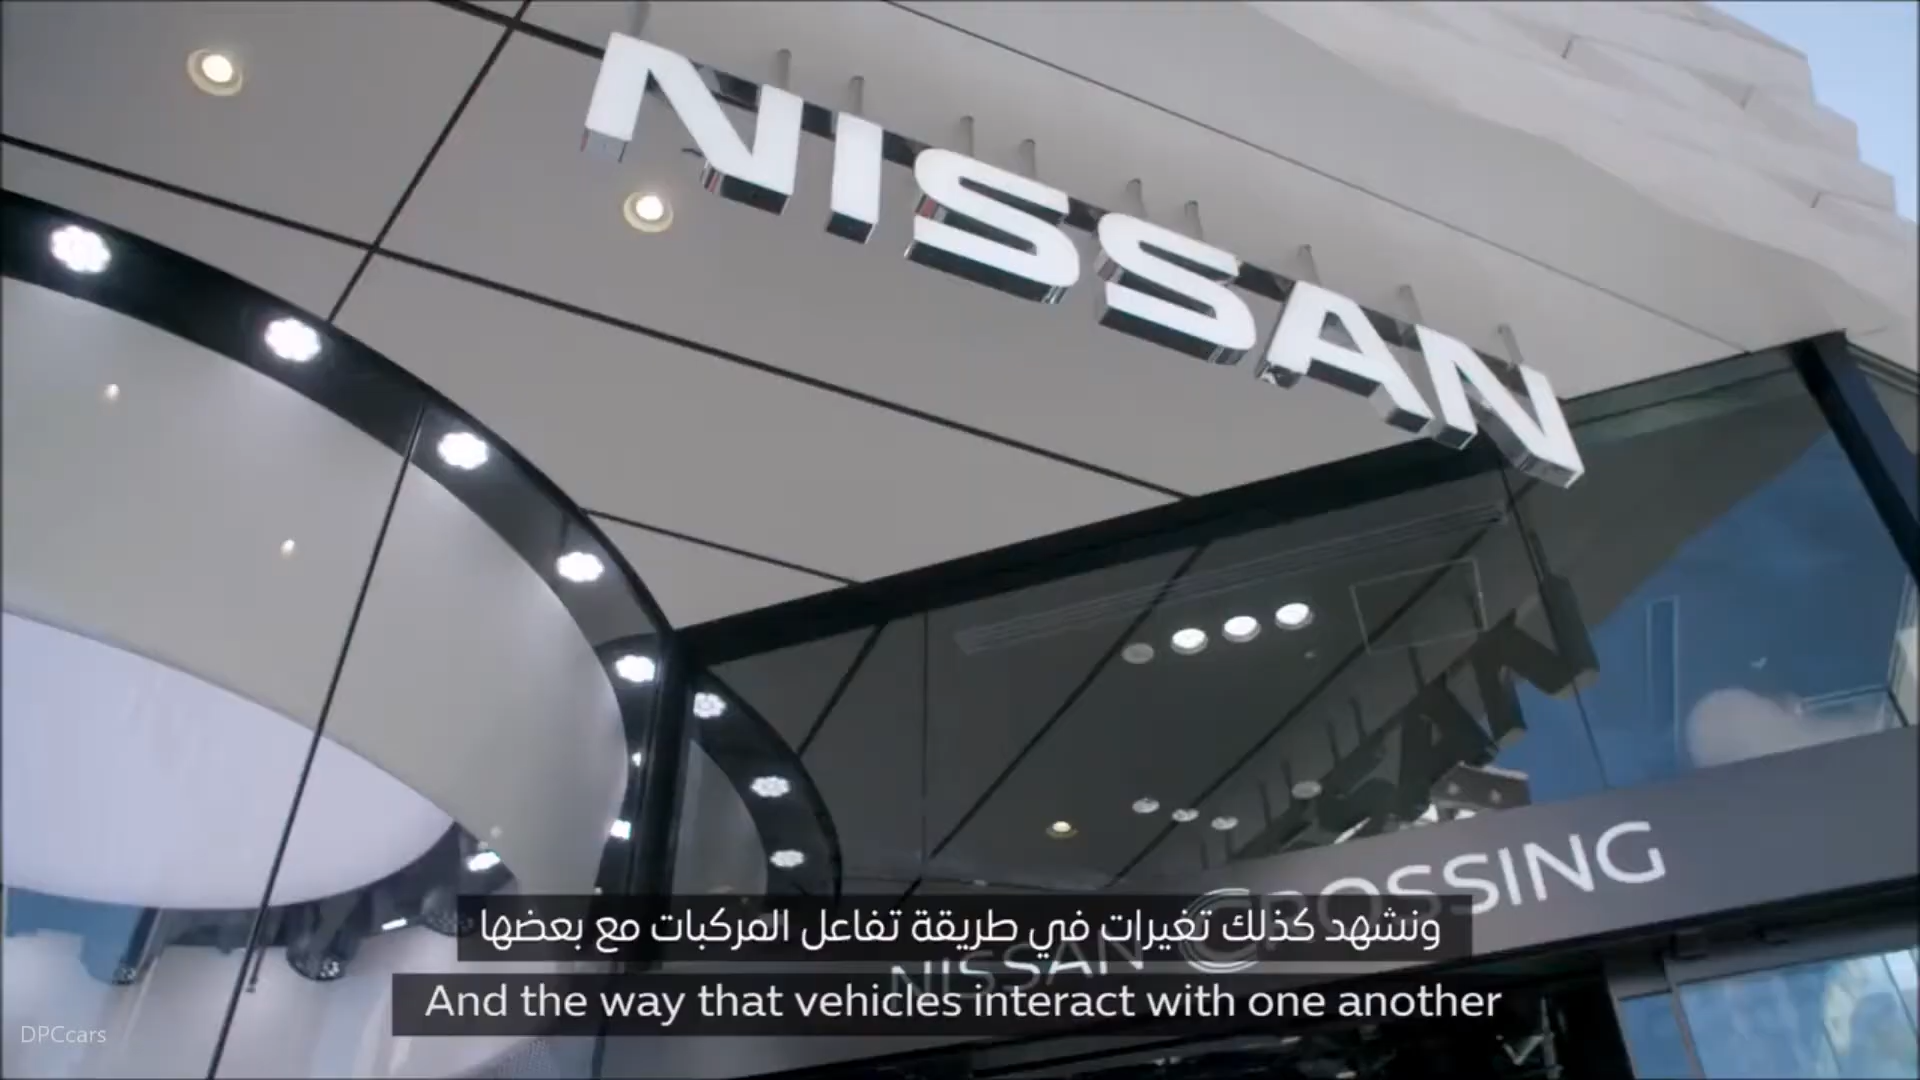 NISSAN
NISSAN CROSSING
ونشهد كذلك تغيرات في طريقة تفاعل المركبات مع بعضها
And the way that vehicles interact with one another
DPCcars